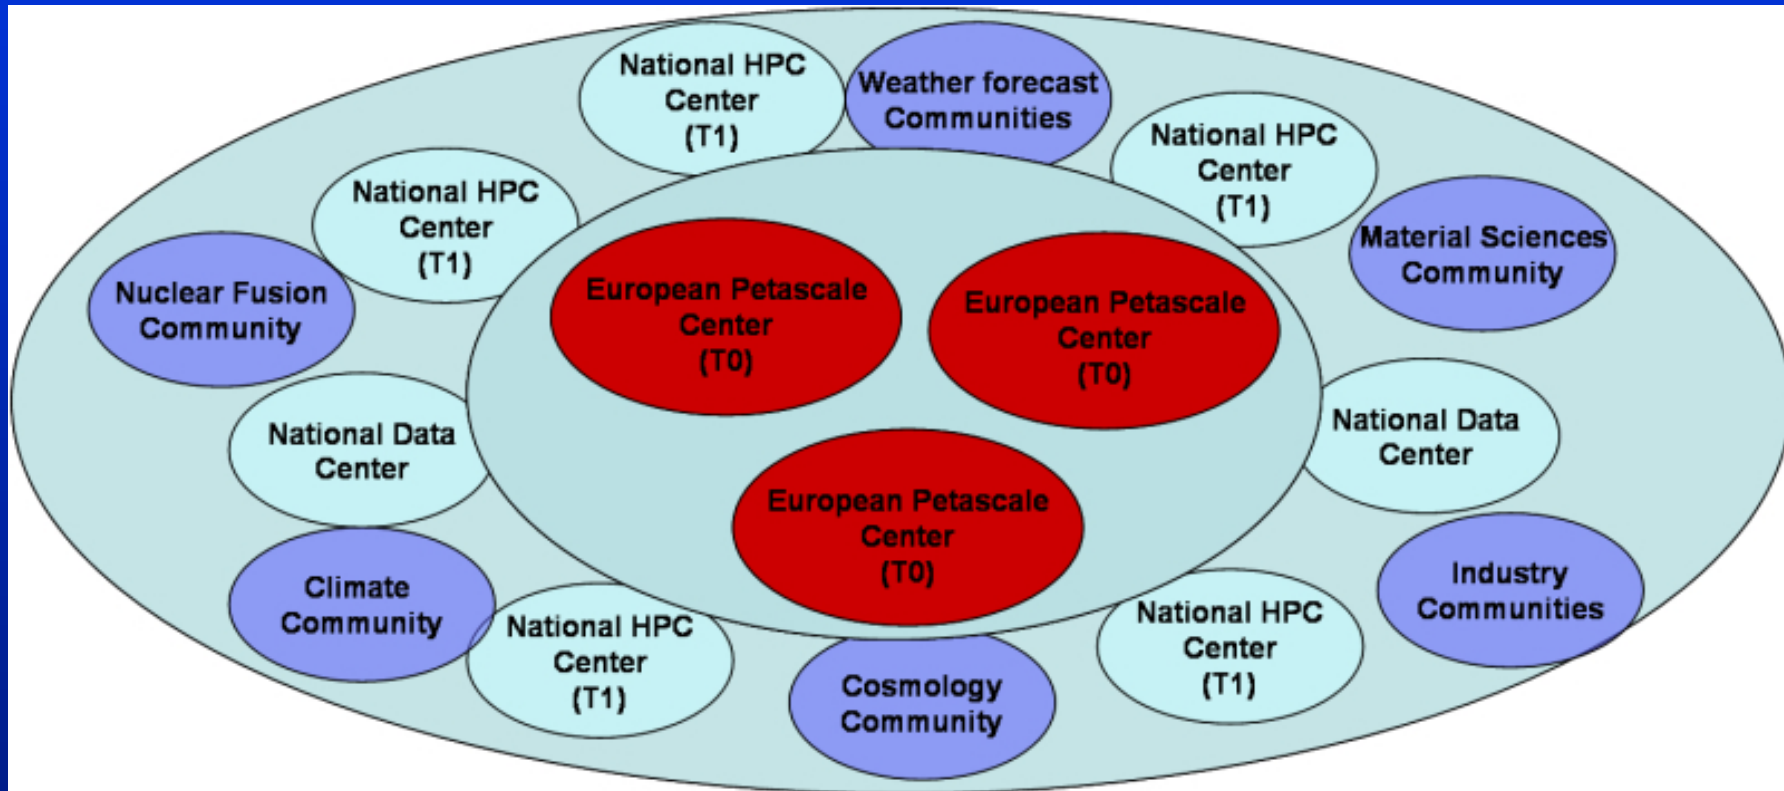 National HPC
Center
(T1)
Weather forecast
Communities
National HPC
Center
(T1)
National HPC
Center
(T1)
Material Sciences
Community
Nuclear Fusion
Community
European Petascale
Center
(T0)
European Petascale
Center
(T0)
National Data
Center
National Data
Center
European Petascale
Center
(T0)
Climate
Community
Industry
Communities
National HPC
Center
(T1)
National HPC
Center
(T1)
Cosmology
Community